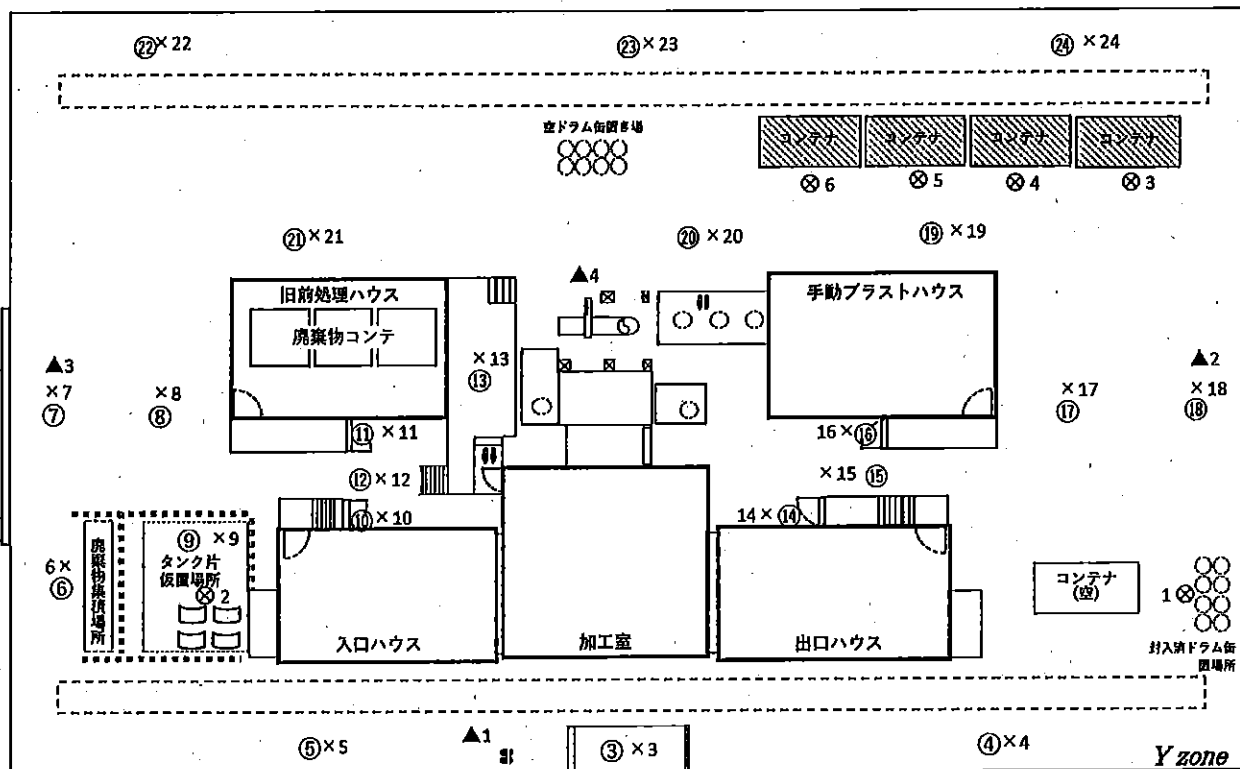 ㉒×22
㉓×23
㉔×24
空ドラム缶置き場
コンテナ
コンテナ
コンテナ
コンテナ
⊗6
⊗5
⊗4
⊗3
㉑×21
⑳×20
⑲×19
▲4
旧前処理ハウス
廃棄物コンテ
手動ブラストハウス
▲3
×7
⑦
×8
⑧
×13
⑬
×17
⑰
▲2
×18
⑱
⑪×11
16×⑯
⑫×12
×15 ⑮
⑩×10
14×⑭
6×
⑥
廃棄物集積場所
⑨ ×9
タンク片
仮置場所
⊗2
入口ハウス
加工室
出口ハウス
コンテナ
(空)
1⊗
封入済ドラム缶
置場所
⑤×5
▲1
③×3
④×4
Y zone